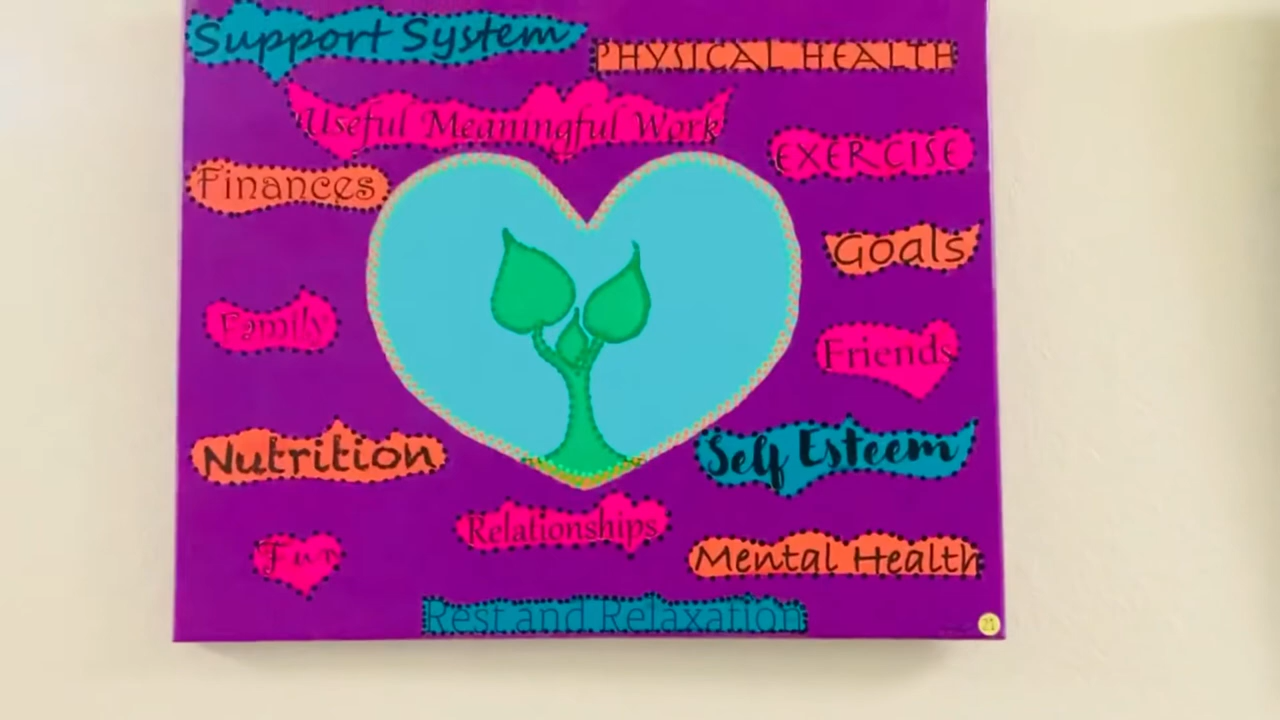 Support System
PHYSICAL HEALTH
Useful Meaningful Work
EXERCISE
Finances
Goals
Family
Friends
Nutrition
Self Esteem
Relationships
Fun
Mental Health
Rest and Relaxation